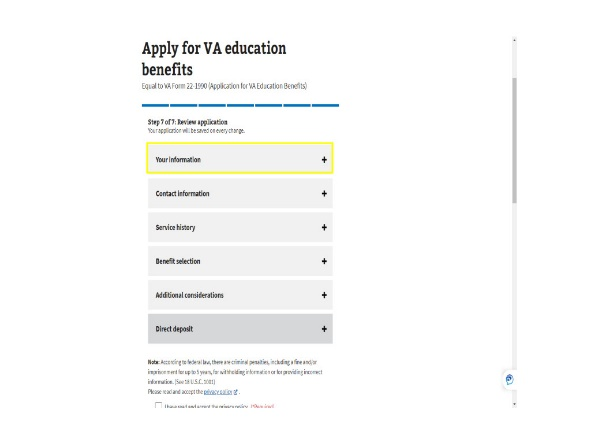 Apply for VA education
benefits
Equal to VA Form 22-1990 (Application for VA Education Benefits)
Step 7 of 7: Review application
Your application will be saved on every change.
Your information +
Contact information +
Service history +
Benefit selection +
Additional considerations +
Direct deposit +
Note: According to federal law, there are criminal penalties, including a fine and/or
imprisonment for up to 5 years, for withholding information or for providing incorrect
information. (See 18 U.S.C. 1001)
Please read and accept the privacy policy.
I have read and accept the privacy policy. (*Required)